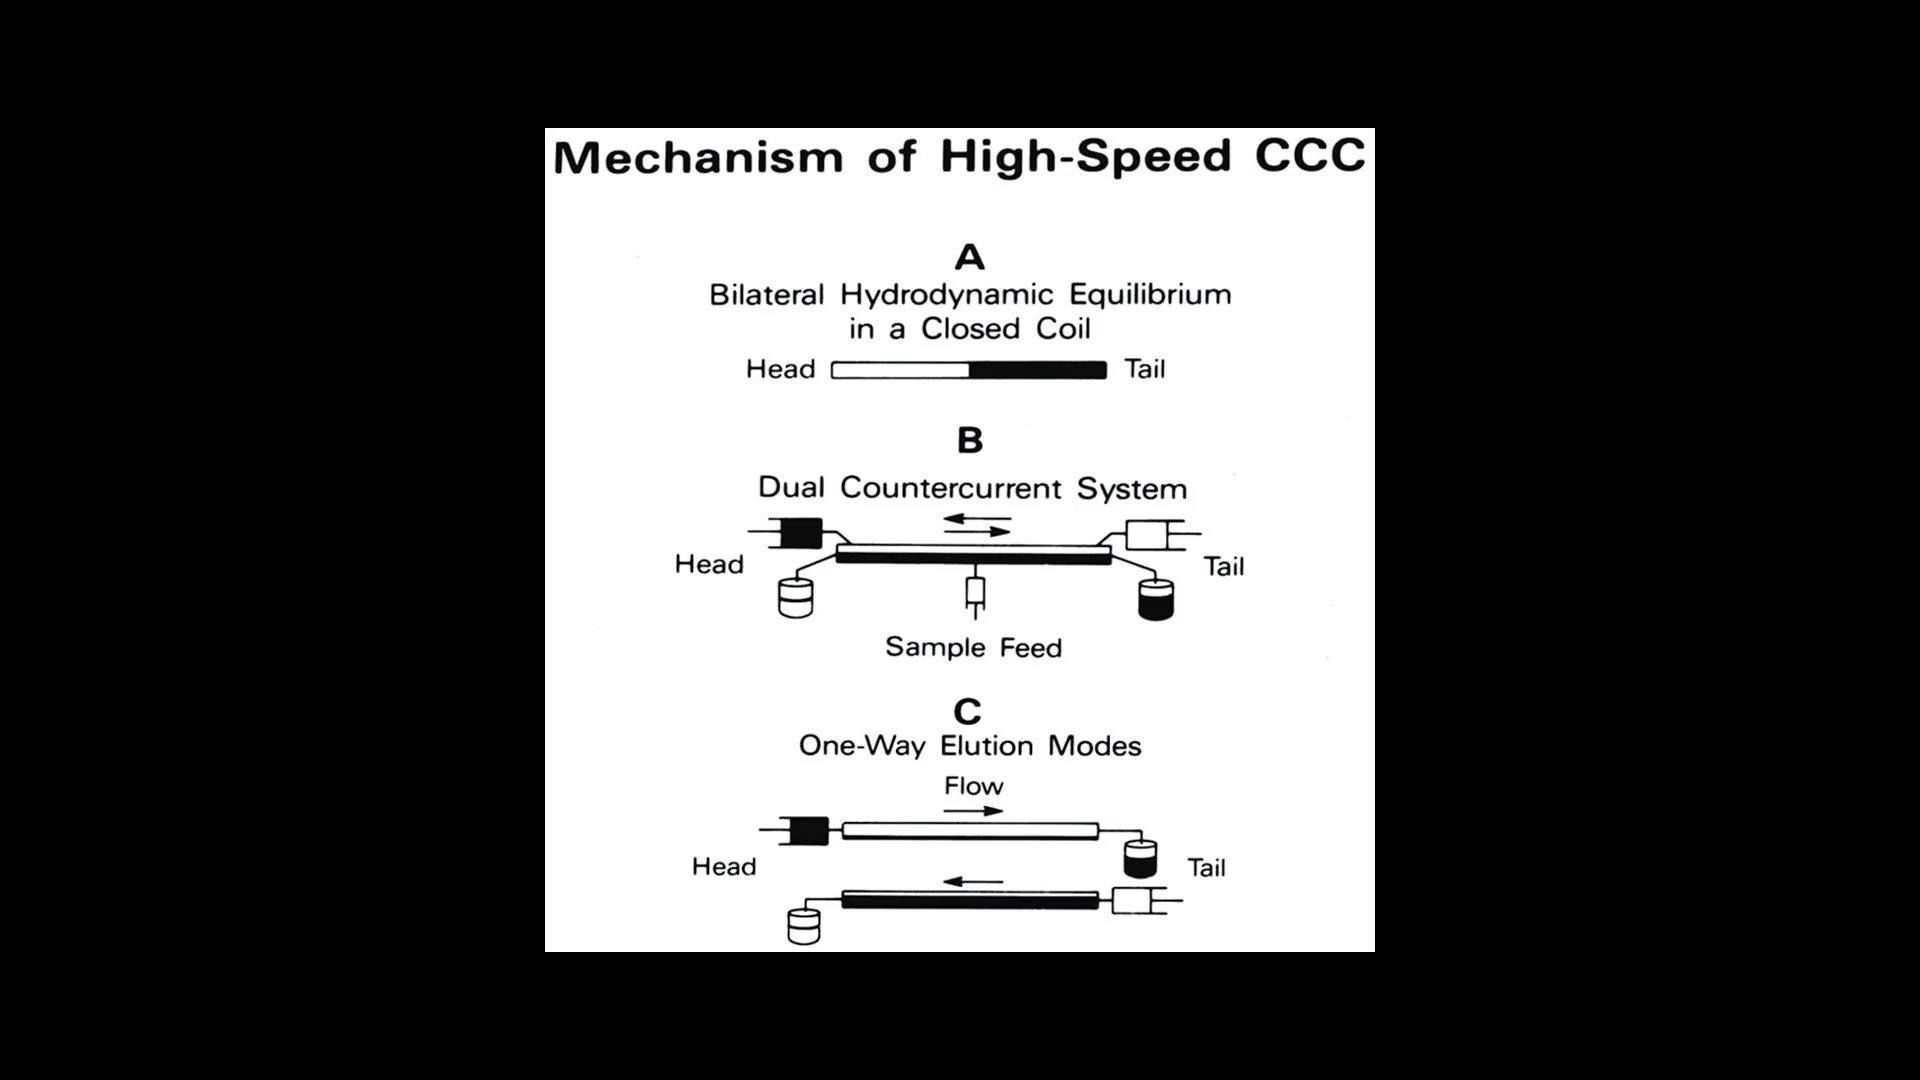 Mechanism of High-Speed CCC
A
Bilateral Hydrodynamic Equilibrium
in a Closed Coil
Head Tail
B
Dual Countercurrent System
Head Tail
Sample Feed
C
One-Way Elution Modes
Flow
Head Tail